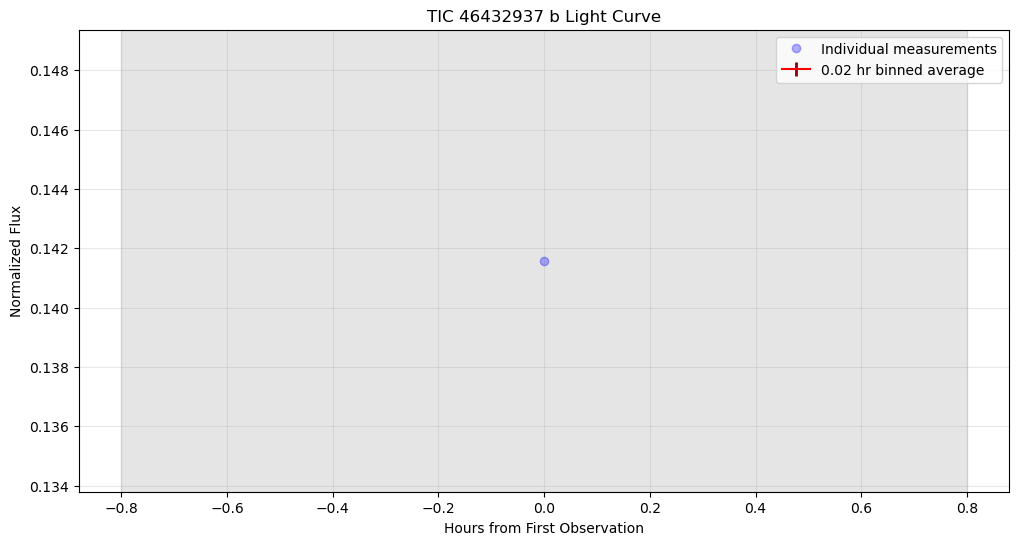 TIC 46432937 b Light Curve
Individual measurements
0.02 hr binned average
Normalized Flux
0.148
0.146
0.144
0.142
0.140
0.138
0.136
0.134
−0.8 −0.6 −0.4 −0.2 0.0 0.2 0.4 0.6 0.8
Hours from First Observation